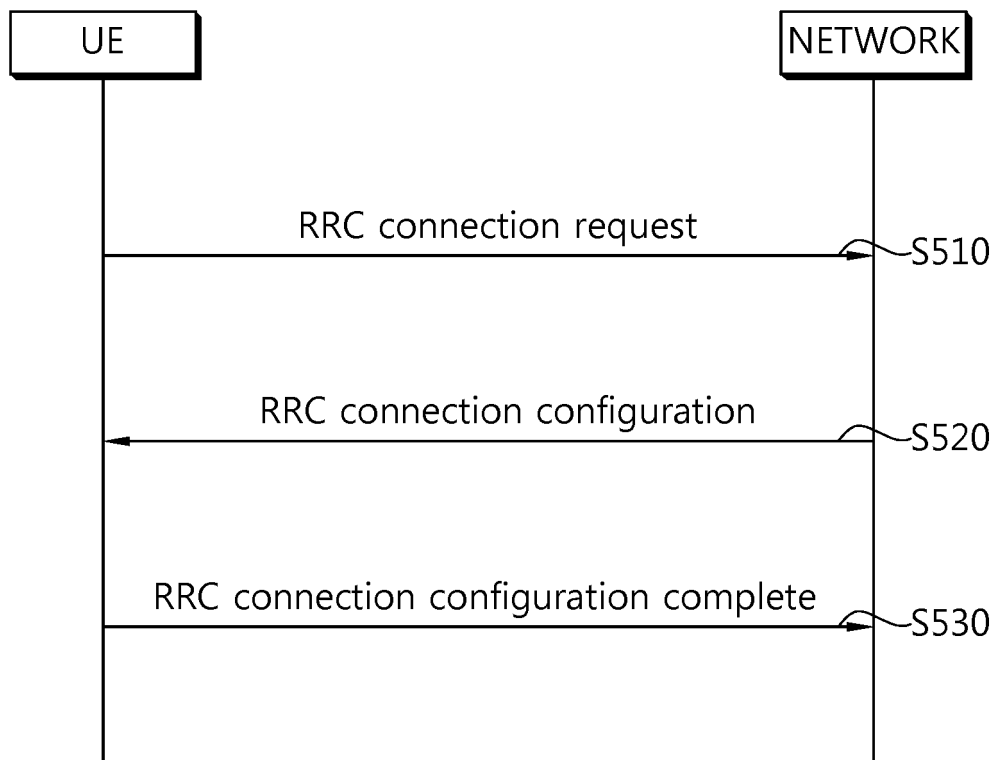 UE
NETWORK
RRC connection request
S510
RRC connection configuration
S520
RRC connection configuration complete
S530